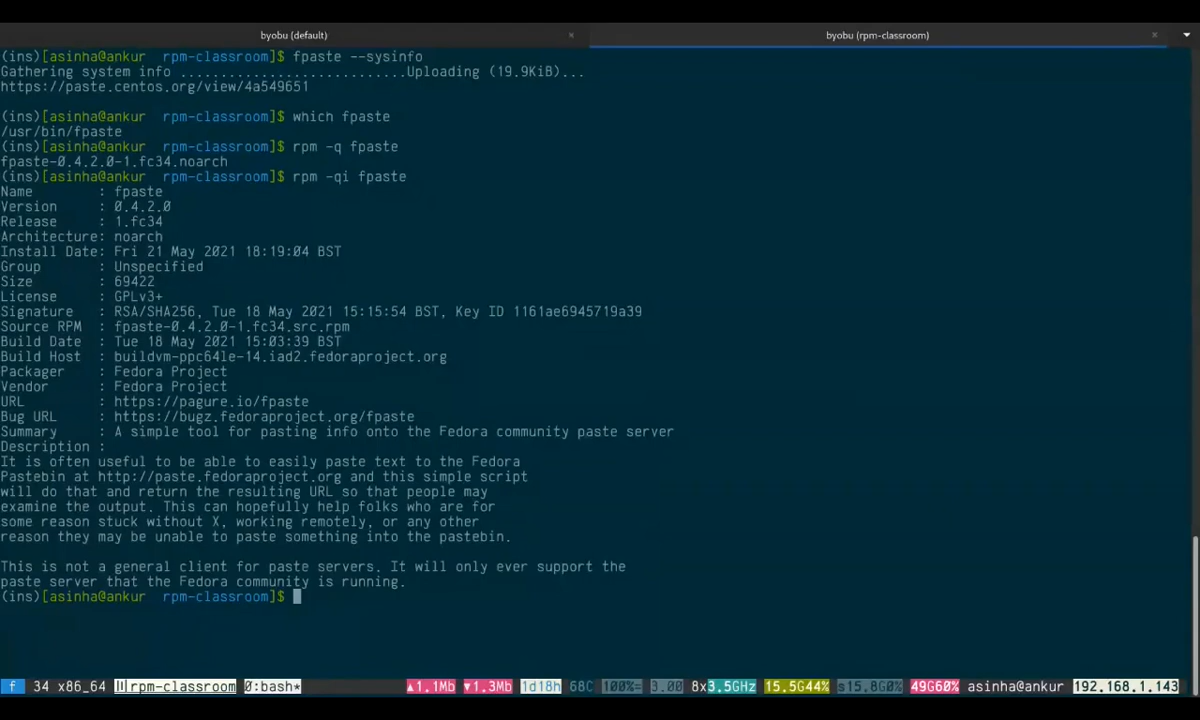 byobu (default)
byobu (rpm-classroom)
(ins)[asinha@ankur  rpm-classroom]$ fpaste --sysinfo
Gathering system info ............................Uploading (19.9KiB)...
https://paste.centos.org/view/4a549651
(ins)[asinha@ankur  rpm-classroom]$ which fpaste
/usr/bin/fpaste
(ins)[asinha@ankur  rpm-classroom]$ rpm -q fpaste
fpaste-0.4.2.0-1.fc34.noarch
(ins)[asinha@ankur  rpm-classroom]$ rpm -qi fpaste
Name        : fpaste
Version     : 0.4.2.0
Release     : 1.fc34
Architecture: noarch
Install Date: Fri 21 May 2021 18:19:04 BST
Group       : Unspecified
Size        : 69422
License     : GPLv3+
Signature   : RSA/SHA256, Tue 18 May 2021 15:15:54 BST, Key ID 1161ae6945719a39
Source RPM  : fpaste-0.4.2.0-1.fc34.src.rpm
Build Date  : Tue 18 May 2021 15:03:39 BST
Build Host  : buildvm-ppc64le-14.iad2.fedoraproject.org
Packager    : Fedora Project
Vendor      : Fedora Project
URL         : https://pagure.io/fpaste
Bug URL     : https://bugz.fedoraproject.org/fpaste
Summary     : A simple tool for pasting info onto the Fedora community paste server
Description :
It is often useful to be able to easily paste text to the Fedora
Pastebin at http://paste.fedoraproject.org and this simple script
will do that and return the resulting URL so that people may
examine the output. This can hopefully help folks who are for
some reason stuck without X, working remotely, or any other
reason they may be unable to paste something into the pastebin.
This is not a general client for paste servers. It will only ever support the
paste server that the Fedora community is running.
(ins)[asinha@ankur  rpm-classroom]$
f 34 x86_64 rpm-classroom 0:bash* ▲1.1Mb ▼1.3Mb 1d18h 68C 100%= 3.00 8x3.5GHz 15.5G44% s15.8G0% 49G60% asinha@ankur 192.168.1.143